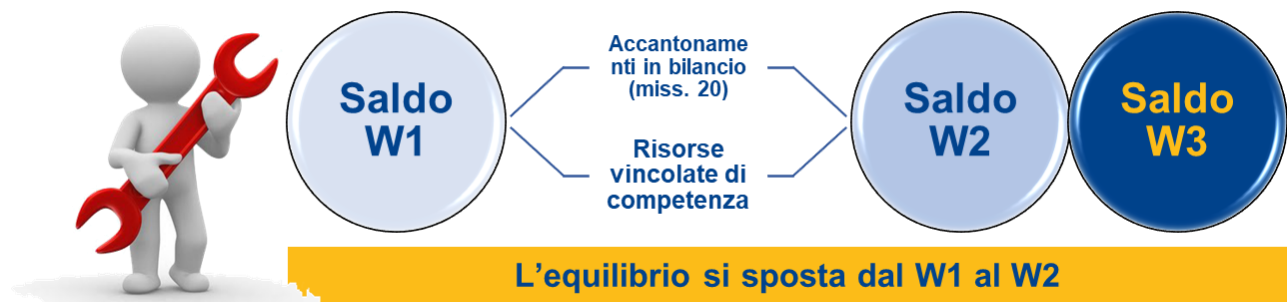 Saldo
W1
Accantoname
nti in bilancio
(miss. 20)
Risorse
vincolate di
competenza
Saldo
W2
Saldo
W3
L'equilibrio si sposta dal W1 al W2